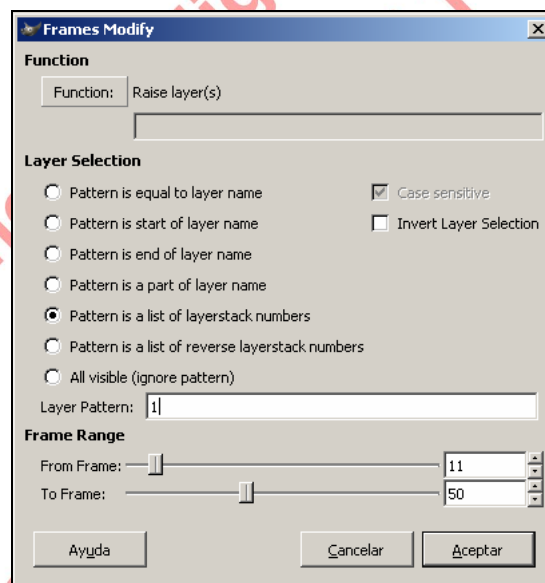 Frames Modify
Function
Function: Raise layer(s)
Layer Selection
Pattern is equal to layer name
Case sensitive
Pattern is start of layer name
Invert Layer Selection
Pattern is end of layer name
Pattern is a part of layer name
Pattern is a list of layerstack numbers
Pattern is a list of reverse layerstack numbers
All visible (ignore pattern)
Layer Pattern: 1
Frame Range
From Frame: 11
To Frame: 50
Ayuda Cancelar Aceptar